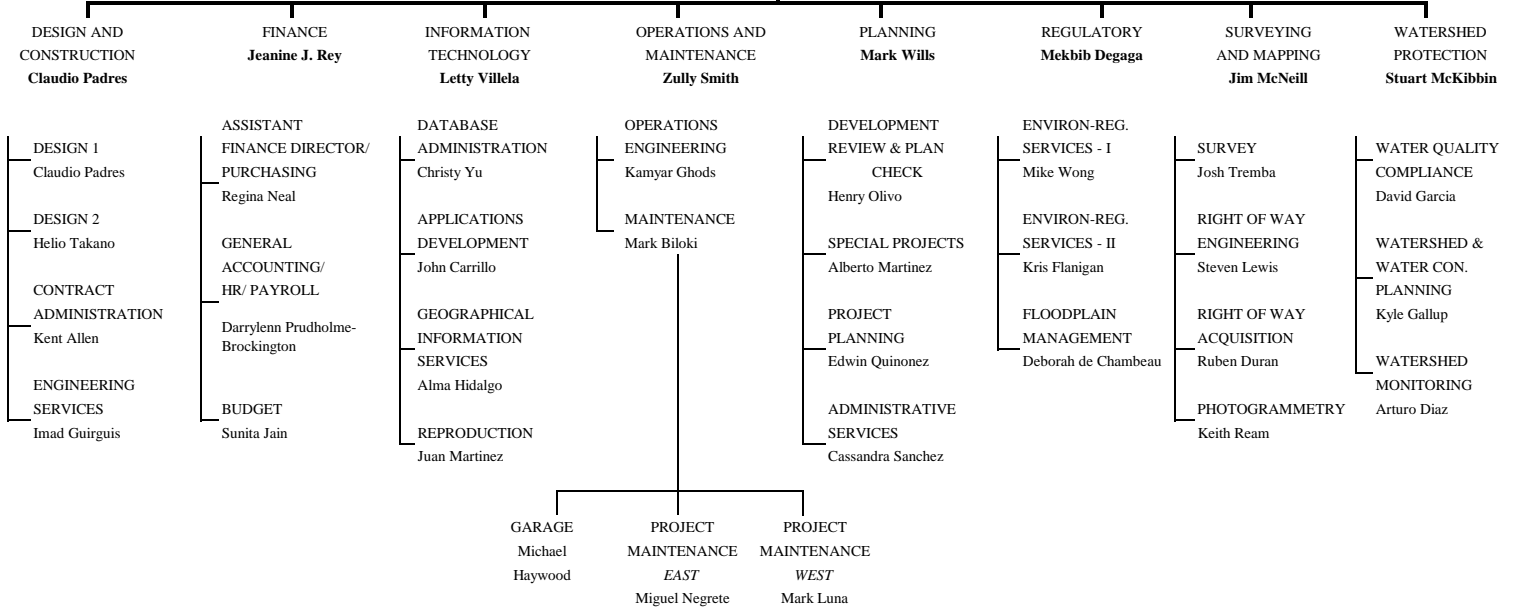 DESIGN AND
CONSTRUCTION
Claudio Padres
DESIGN 1
Claudio Padres
DESIGN 2
Helio Takano
CONTRACT
ADMINISTRATION
Kent Allen
ENGINEERING
SERVICES
Imad Guirguis
FINANCE
Jeanine J. Rey
ASSISTANT
FINANCE DIRECTOR/
PURCHASING
Regina Neal
GENERAL
ACCOUNTING/
HR/ PAYROLL
Darrylenn Prudholme-
Brockington
BUDGET
Sunita Jain
INFORMATION
TECHNOLOGY
Letty Villela
DATABASE
ADMINISTRATION
Christy Yu
APPLICATIONS
DEVELOPMENT
John Carrillo
GEOGRAPHICAL
INFORMATION
SERVICES
Alma Hidalgo
REPRODUCTION
Juan Martinez
OPERATIONS AND
MAINTENANCE
Zully Smith
OPERATIONS
ENGINEERING
Kamyar Ghods
MAINTENANCE
Mark Biloki
GARAGE
Michael
Haywood
PROJECT
MAINTENANCE
EAST
Miguel Negrete
PROJECT
MAINTENANCE
WEST
Mark Luna
PLANNING
Mark Wills
DEVELOPMENT
REVIEW & PLAN
CHECK
Henry Olivo
SPECIAL PROJECTS
Alberto Martinez
PROJECT
PLANNING
Edwin Quinonez
ADMINISTRATIVE
SERVICES
Cassandra Sanchez
REGULATORY
Mekbib Degaga
ENVIRON-REG.
SERVICES - I
Mike Wong
ENVIRON-REG.
SERVICES - II
Kris Flanigan
FLOODPLAIN
MANAGEMENT
Deborah de Chambeau
SURVEYING
AND MAPPING
Jim McNeill
SURVEY
Josh Tremba
RIGHT OF WAY
ENGINEERING
Steven Lewis
RIGHT OF WAY
ACQUISITION
Ruben Duran
PHOTOGRAMMETRY
Keith Ream
WATERSHED
PROTECTION
Stuart McKibbin
WATER QUALITY
COMPLIANCE
David Garcia
WATERSHED &
WATER CON.
PLANNING
Kyle Gallup
WATERSHED
MONITORING
Arturo Diaz